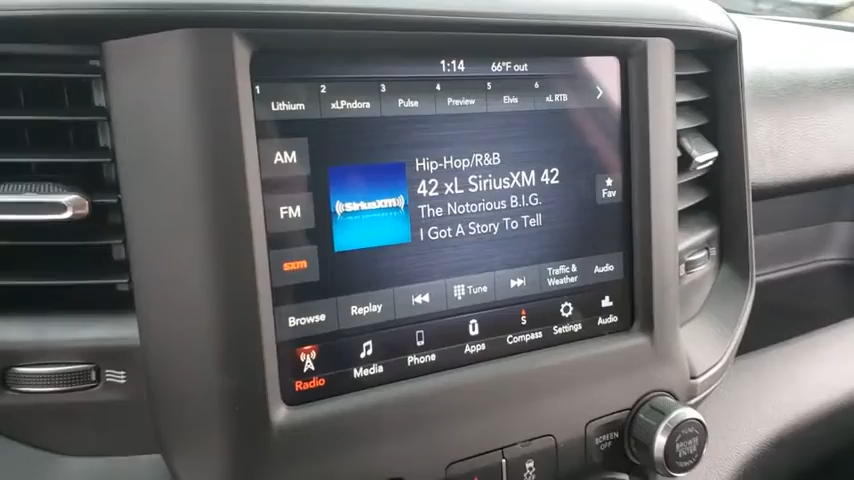 1:14 66°F out
1 Lithium 2 xLPndora 3 Pulse 4 Preview 5 Elvis 6 xL RTB
AM
FM
sxm
SiriusXM
Hip-Hop/R&B
42 xL SiriusXM 42
The Notorious B.I.G.
I Got A Story To Tell
Fav
Browse Replay Tune Traffic & Weather Audio
Radio Media Phone Apps S Compass Settings Audio
SCREEN OFF
BROWSE ENTER